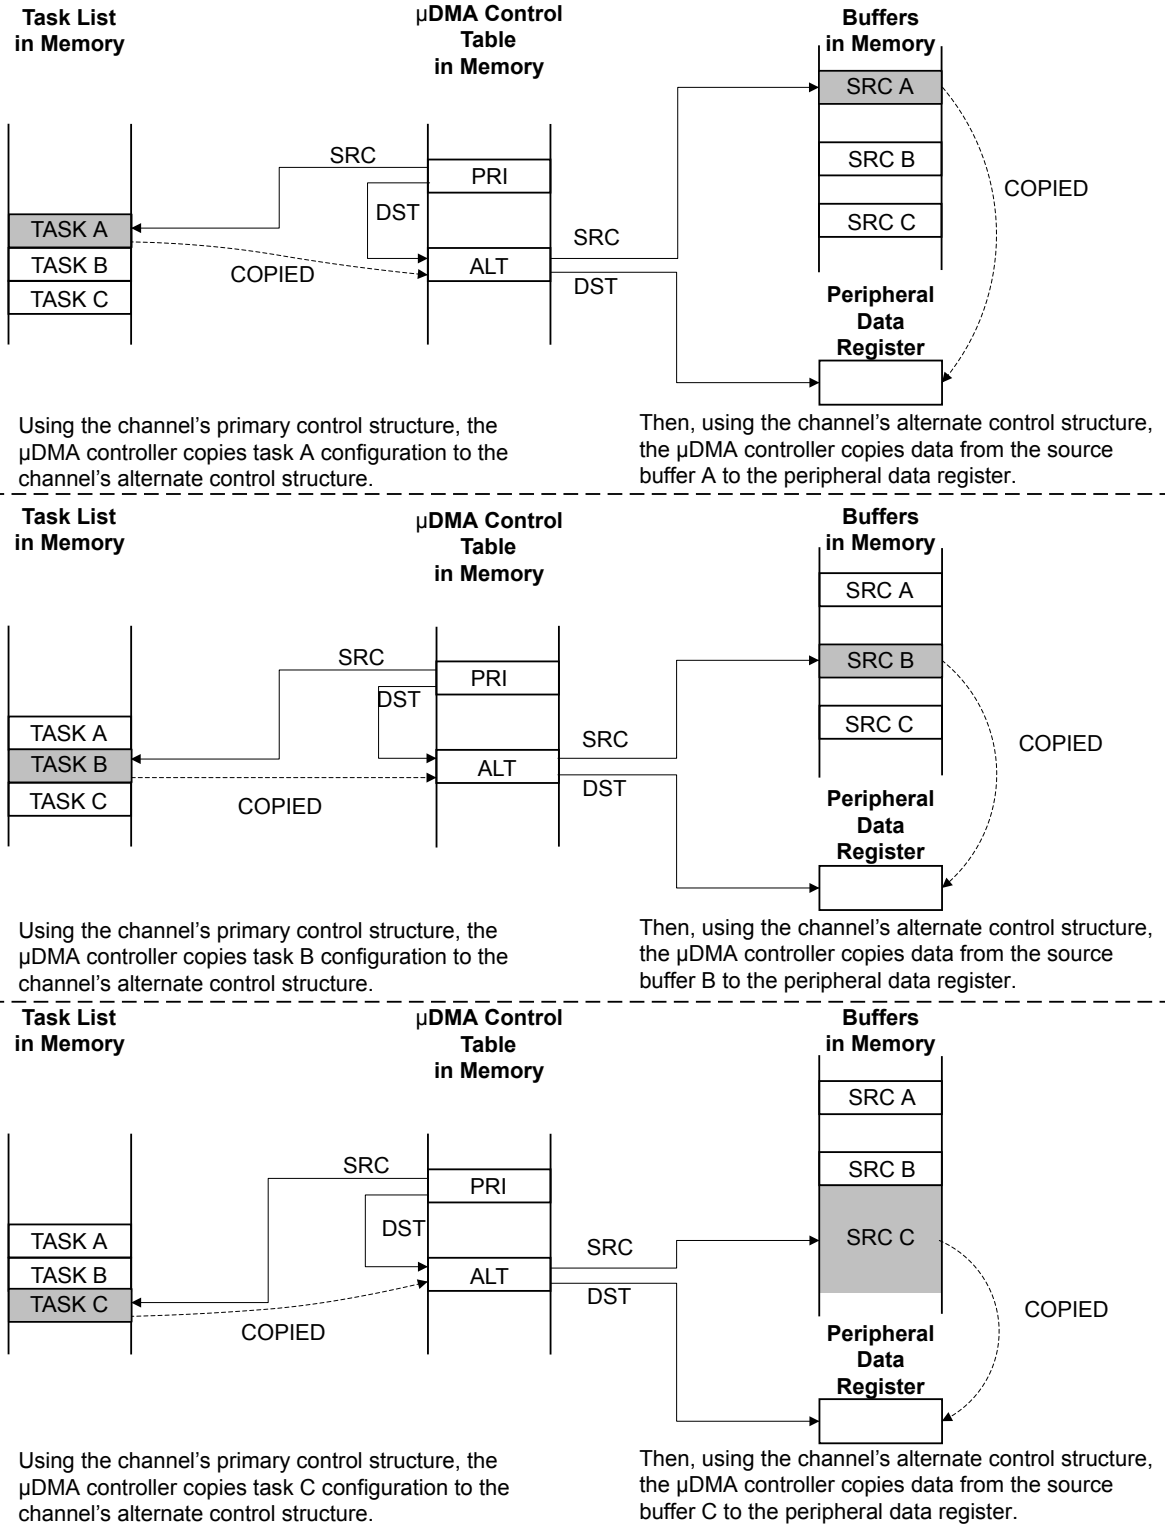 Task List
in Memory
µDMA Control
Table
in Memory
Buffers
in Memory
SRC A
SRC
PRI
SRC B
COPIED
DST
SRC C
TASK A
SRC
TASK B
COPIED
ALT
DST
TASK C
Peripheral
Data
Register
Using the channel's primary control structure, the
µDMA controller copies task A configuration to the
channel's alternate control structure.
Then, using the channel's alternate control structure,
the µDMA controller copies data from the source
buffer A to the peripheral data register.
Task List
in Memory
µDMA Control
Table
in Memory
Buffers
in Memory
SRC A
SRC
PRI
SRC B
DST
TASK A
SRC C
SRC
COPIED
TASK B
ALT
DST
TASK C
COPIED
Peripheral
Data
Register
Using the channel's primary control structure, the
µDMA controller copies task B configuration to the
channel's alternate control structure.
Then, using the channel's alternate control structure,
the µDMA controller copies data from the source
buffer B to the peripheral data register.
Task List
in Memory
µDMA Control
Table
in Memory
Buffers
in Memory
SRC A
SRC
SRC B
PRI
DST
TASK A
SRC C
SRC
TASK B
ALT
DST
TASK C
COPIED
COPIED
Peripheral
Data
Register
Using the channel's primary control structure, the
µDMA controller copies task C configuration to the
channel's alternate control structure.
Then, using the channel's alternate control structure,
the µDMA controller copies data from the source
buffer C to the peripheral data register.